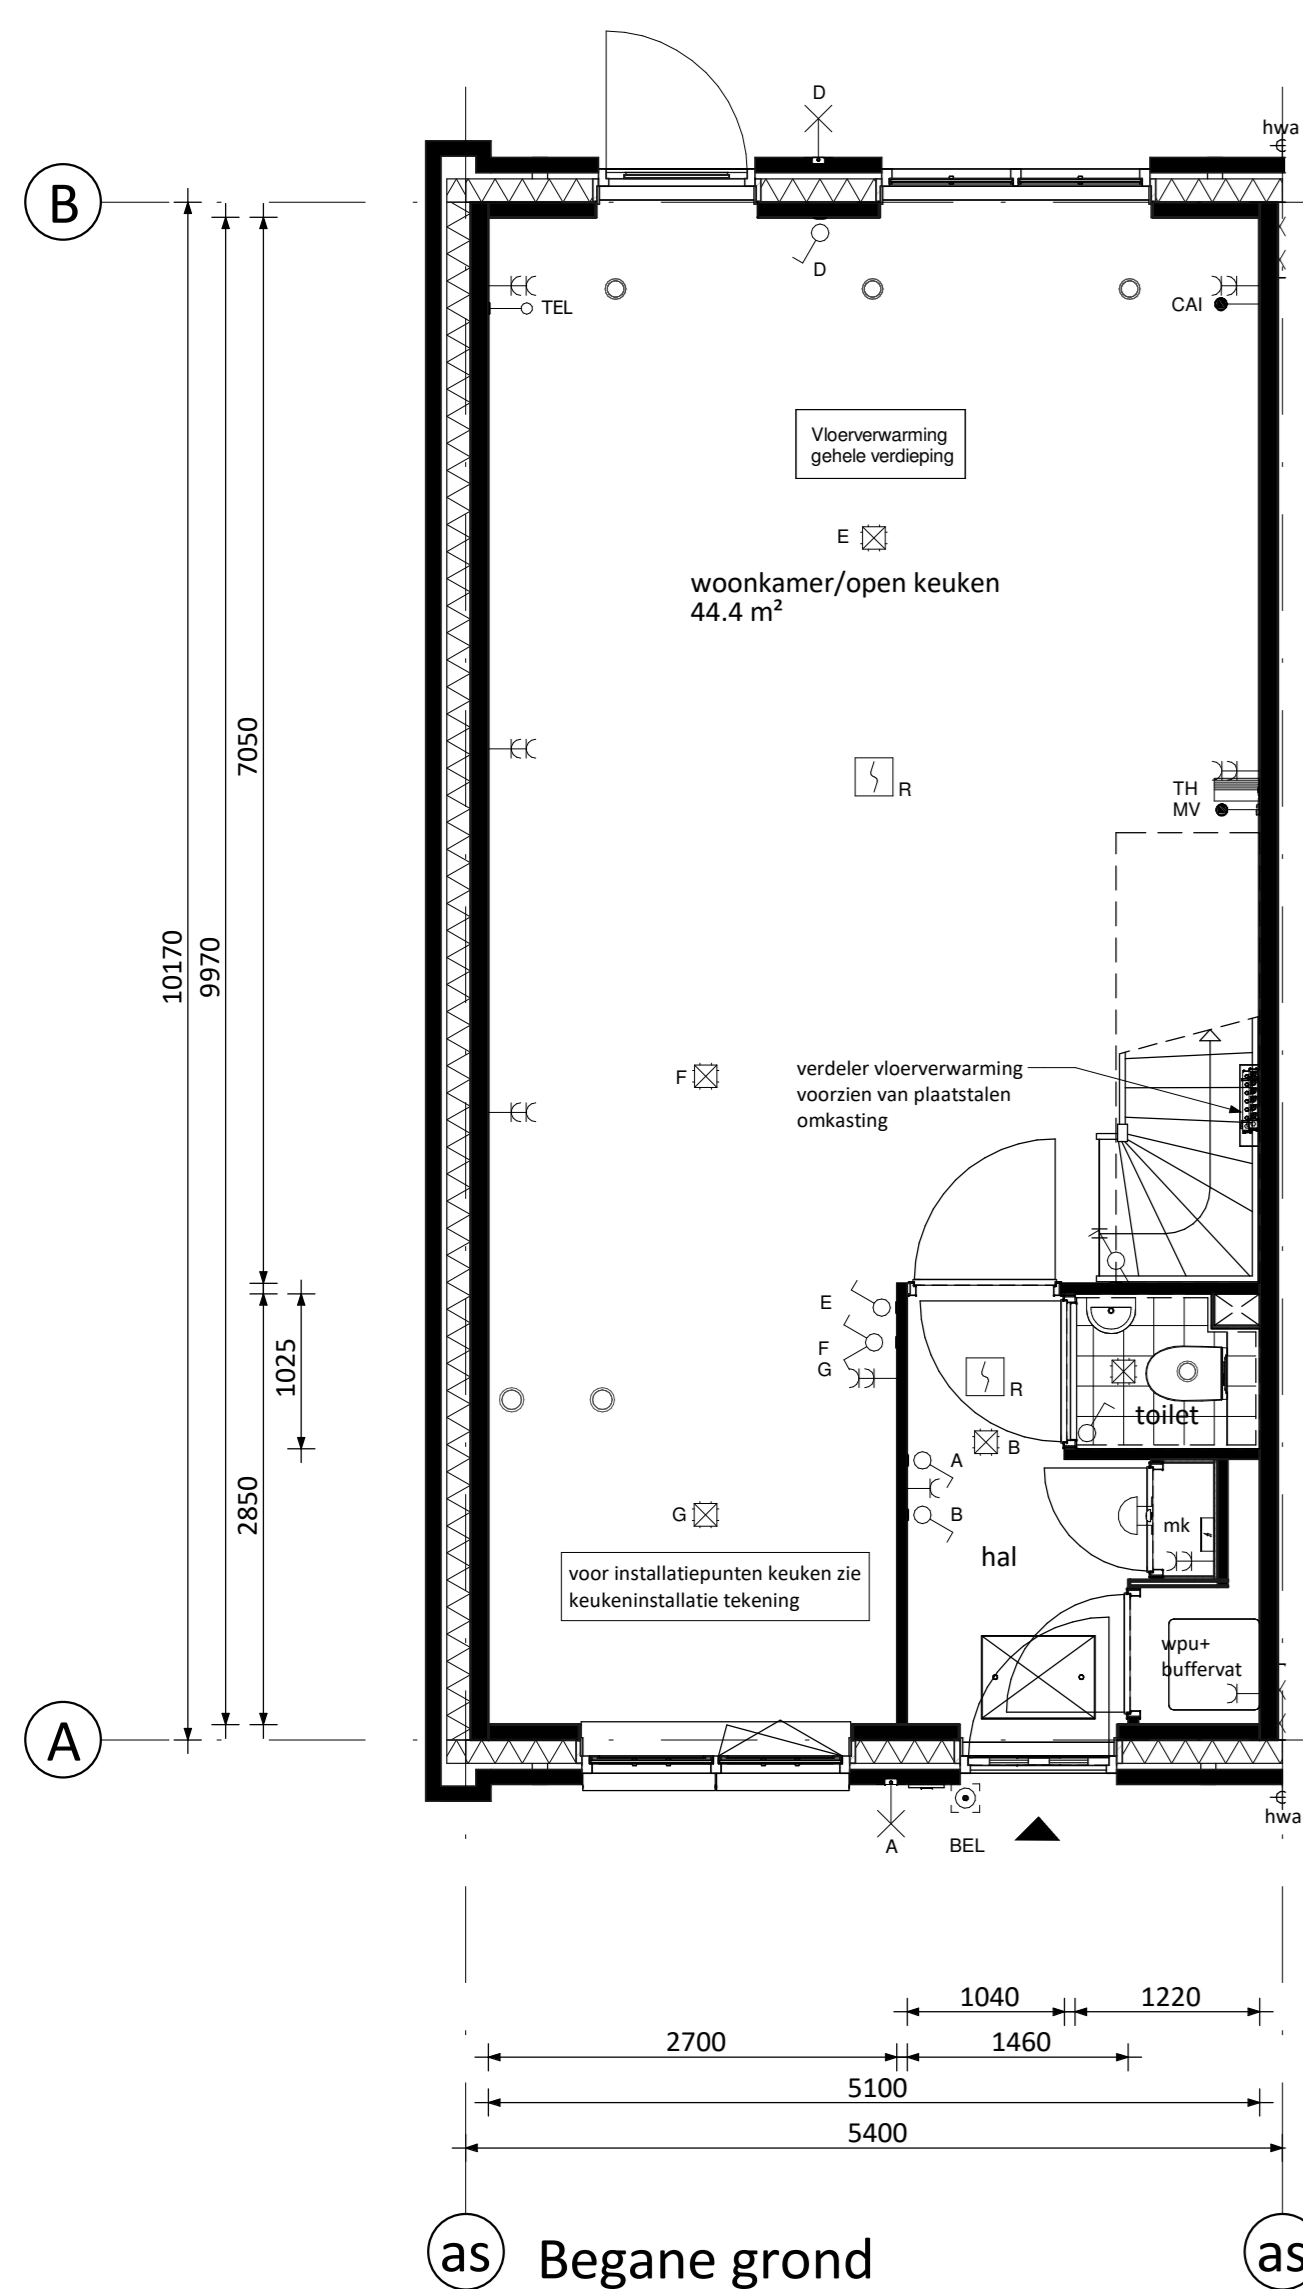 D
hwa
B
D
TEL
CAI
Vloerverwarming
gehele verdieping
E
woonkamer/open keuken
44.4 m²
7050
R
TH
MV
10170
9970
F
verdeler vloerverwarming
voorzien van plaatstalen
omkasting
E
F
G
1025
R
toilet
B
A
2850
G
B
mk
hal
voor installatiepunten keuken zie
keukeninstallatie tekening
wpu+
buffervat
A
hwa
A
BEL
1040
1220
2700
1460
5100
5400
as
Begane grond
as